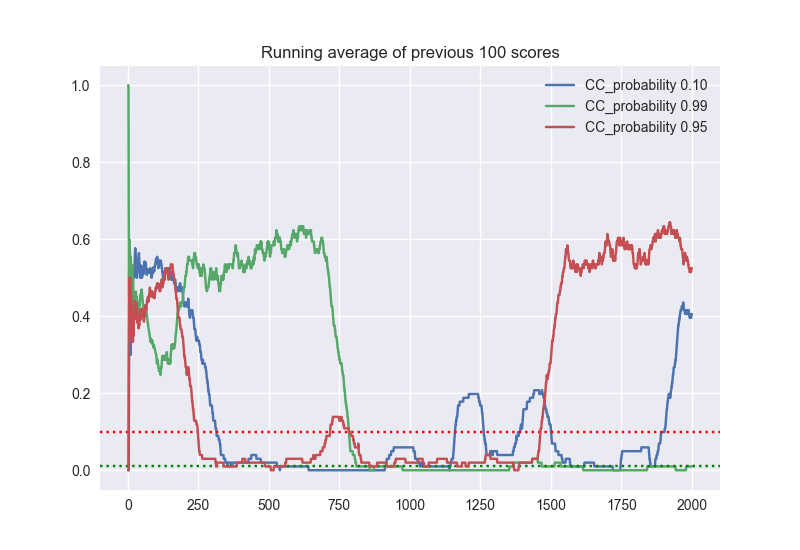 Running average of previous 100 scores
CC_probability 0.10
CC_probability 0.99
CC_probability 0.95
1.0
0.8
0.6
0.4
0.2
0.0
0 250 500 750 1000 1250 1500 1750 2000